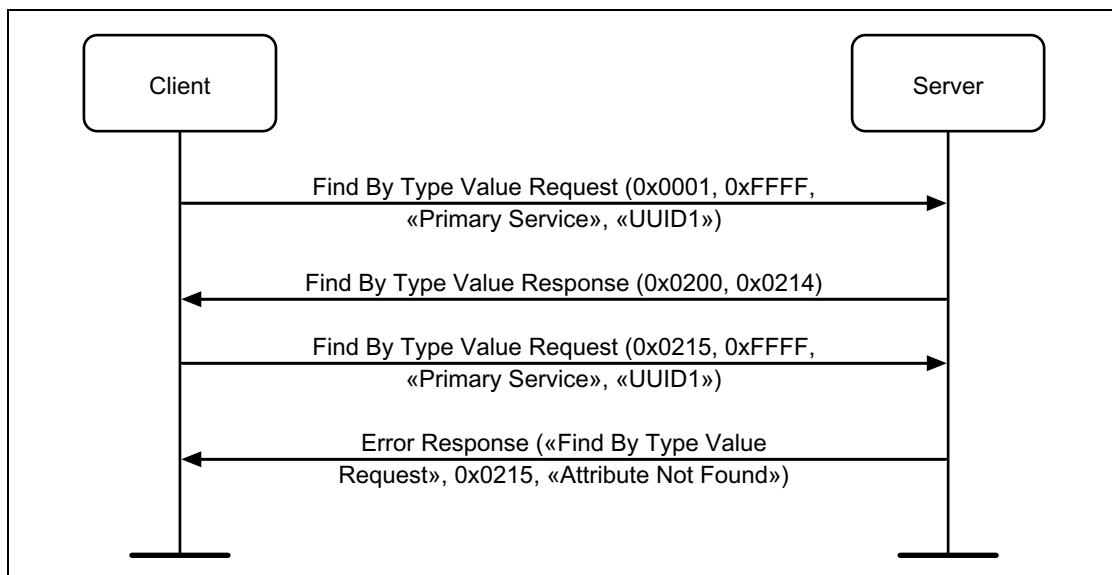 Client
Server
Find By Type Value Request (0x0001, 0xFFFF,
«Primary Service», «UUID1»)
Find By Type Value Response (0x0200, 0x0214)
Find By Type Value Request (0x0215, 0xFFFF,
«Primary Service», «UUID1»)
Error Response («Find By Type Value
Request», 0x0215, «Attribute Not Found»)